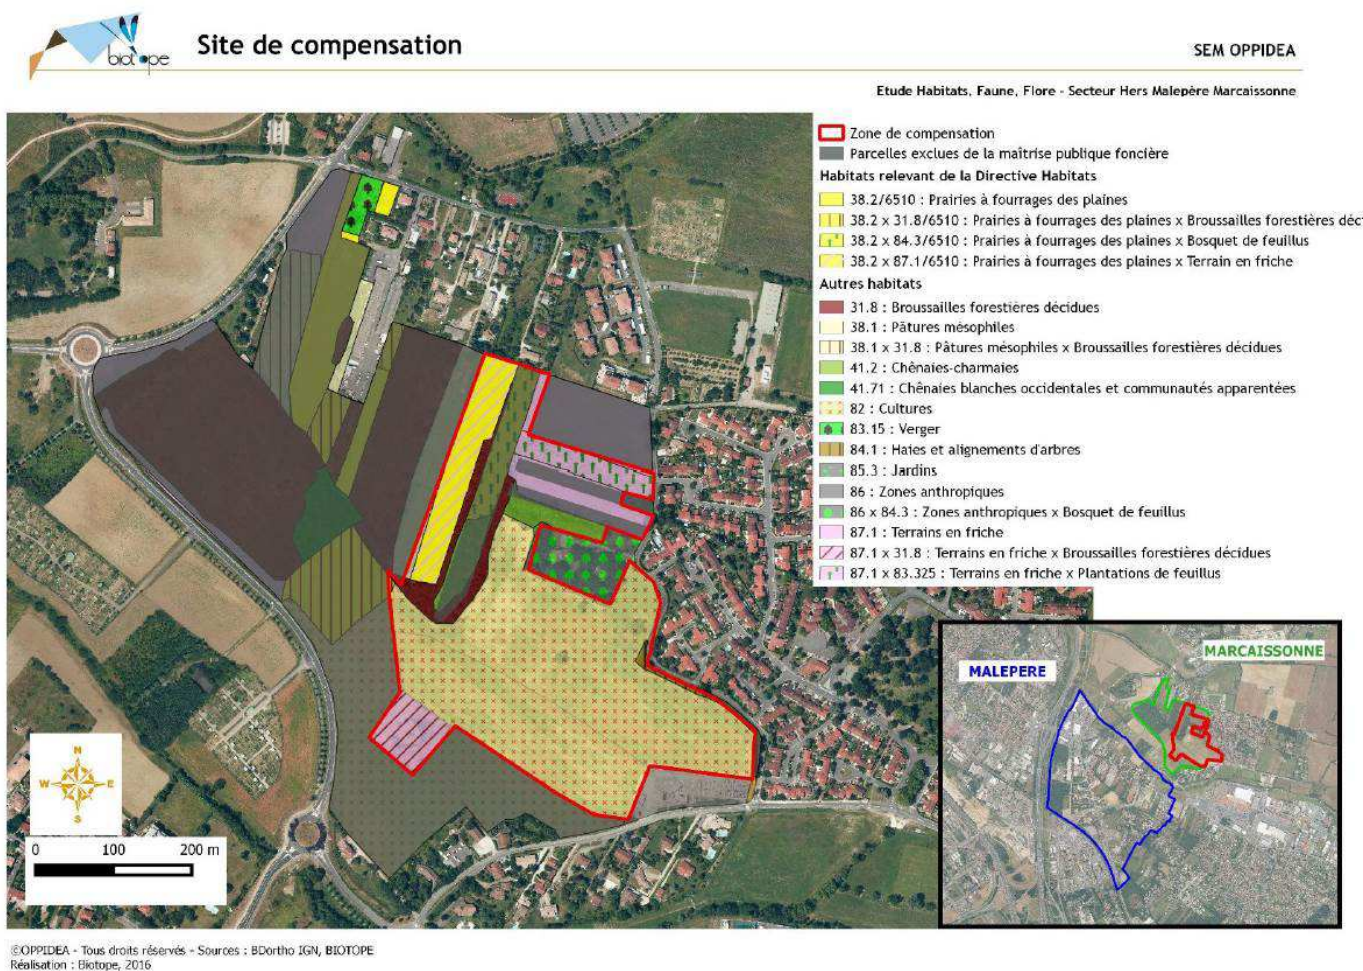 biotope
Site de compensation
SEM OPPIDEA
Etude Habitats, Faune, Flore - Secteur Hers Malepère Marcaissonne
Zone de compensation
Parcelles exclues de la maîtrise publique foncière
Habitats relevant de la Directive Habitats
38.2/6510 : Prairies à fourrages des plaines
38.2 x 31.8/6510 : Prairies à fourrages des plaines x Broussailles forestières déc
38.2 x 84.3/6510 : Prairies à fourrages des plaines x Bosquet de feuillus
38.2 x 87.1/6510 : Prairies à fourrages des plaines x Terrain en friche
Autres habitats
31.8 : Broussailles forestières décidues
38.1 : Pâtures mésophiles
38.1 x 31.8 : Pâtures mésophiles x Broussailles forestières décidues
41.2 : Chênaies-charmaies
41.71 : Chênaies blanches occidentales et communautés apparentées
82 : Cultures
83.15 : Verger
84.1 : Haies et alignements d'arbres
85.3 : Jardins
86 : Zones anthropiques
86 x 84.3 : Zones anthropiques x Bosquet de feuillus
87.1 : Terrains en friche
87.1 x 31.8 : Terrains en friche x Broussailles forestières décidues
87.1 x 83.325 : Terrains en friche x Plantations de feuillus
MARCAISSONNE
MALEPERE
N
W E
S
0 100 200 m
©OPPIDEA - Tous droits réservés - Sources : BDortho IGN, BIOTOPE
Réalisation : Biotope, 2016